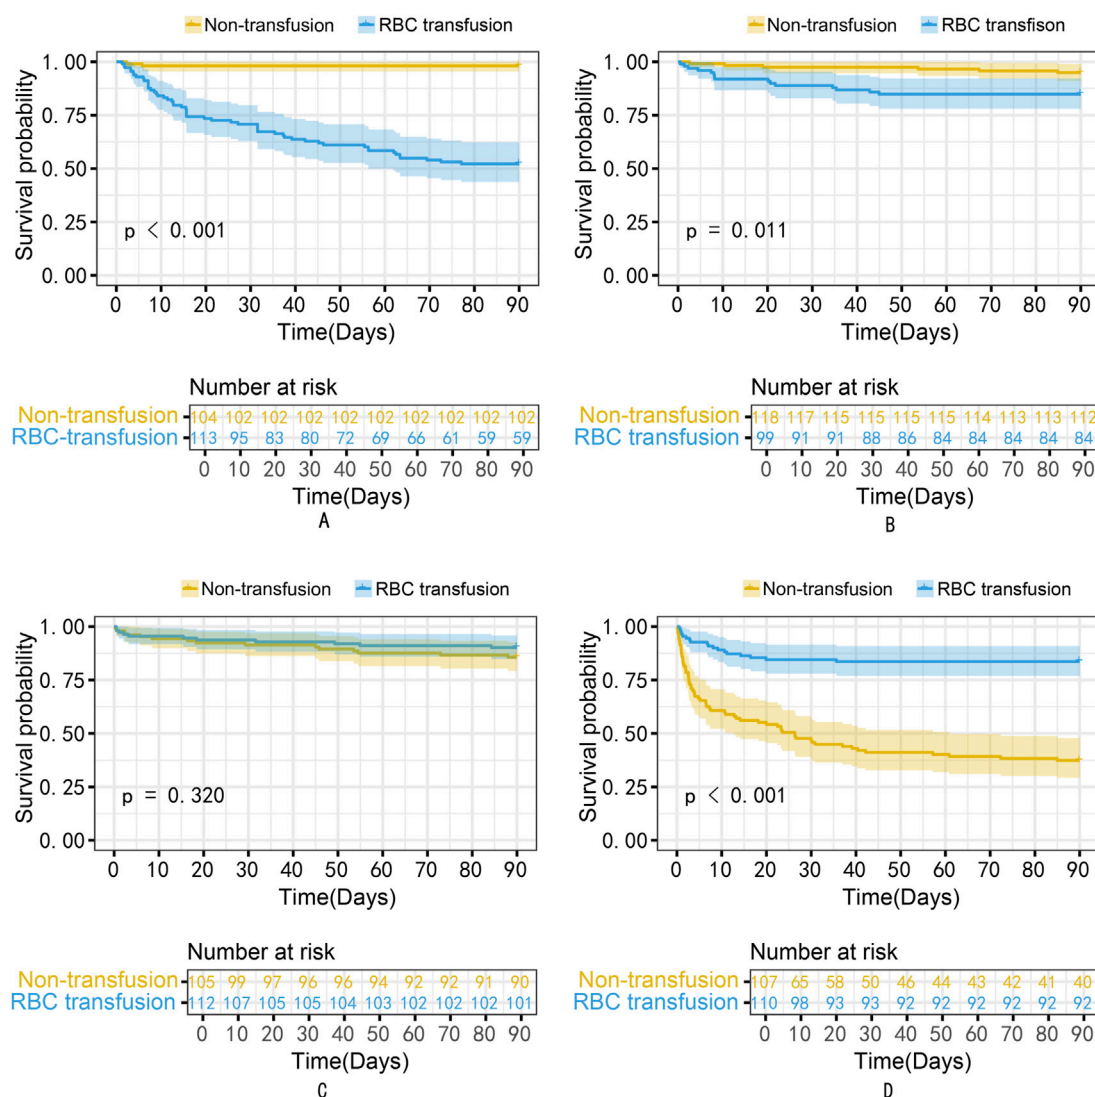 Non-transfusion RBC transfusion
Survival probability
1.00
0.75
0.50
0.25
0.00
p < 0.001
0 10 20 30 40 50 60 70 80 90
Time(Days)
Number at risk
Non-transfusion 104 102 102 102 102 102 102 102 102 102
RBC-transfusion 113 95 83 80 72 69 66 61 59 59
0 10 20 30 40 50 60 70 80 90
Time(Days)
A
Non-transfusion RBC transfison
Survival probability
1.00
0.75
0.50
0.25
0.00
p = 0.011
0 10 20 30 40 50 60 70 80 90
Time(Days)
Number at risk
Non-transfusion 118 117 115 115 115 115 114 113 113 112
RBC transfusion 99 91 91 88 86 84 84 84 84 84
0 10 20 30 40 50 60 70 80 90
Time(Days)
B
Non-transfusion RBC transfusion
Survival probability
1.00
0.75
0.50
0.25
0.00
p = 0.320
0 10 20 30 40 50 60 70 80 90
Time(Days)
Number at risk
Non-transfusion 105 99 97 96 96 94 92 92 91 90
RBC transfusion 112 107 105 105 104 103 102 102 102 101
0 10 20 30 40 50 60 70 80 90
Time(Days)
C
Non-transfusion RBC transfusion
Survival probability
1.00
0.75
0.50
0.25
0.00
p < 0.001
0 10 20 30 40 50 60 70 80 90
Time(Days)
Number at risk
Non-transfusion 107 65 58 50 46 44 43 42 41 40
RBC transfusion 110 98 93 93 92 92 92 92 92 92
0 10 20 30 40 50 60 70 80 90
Time(Days)
D